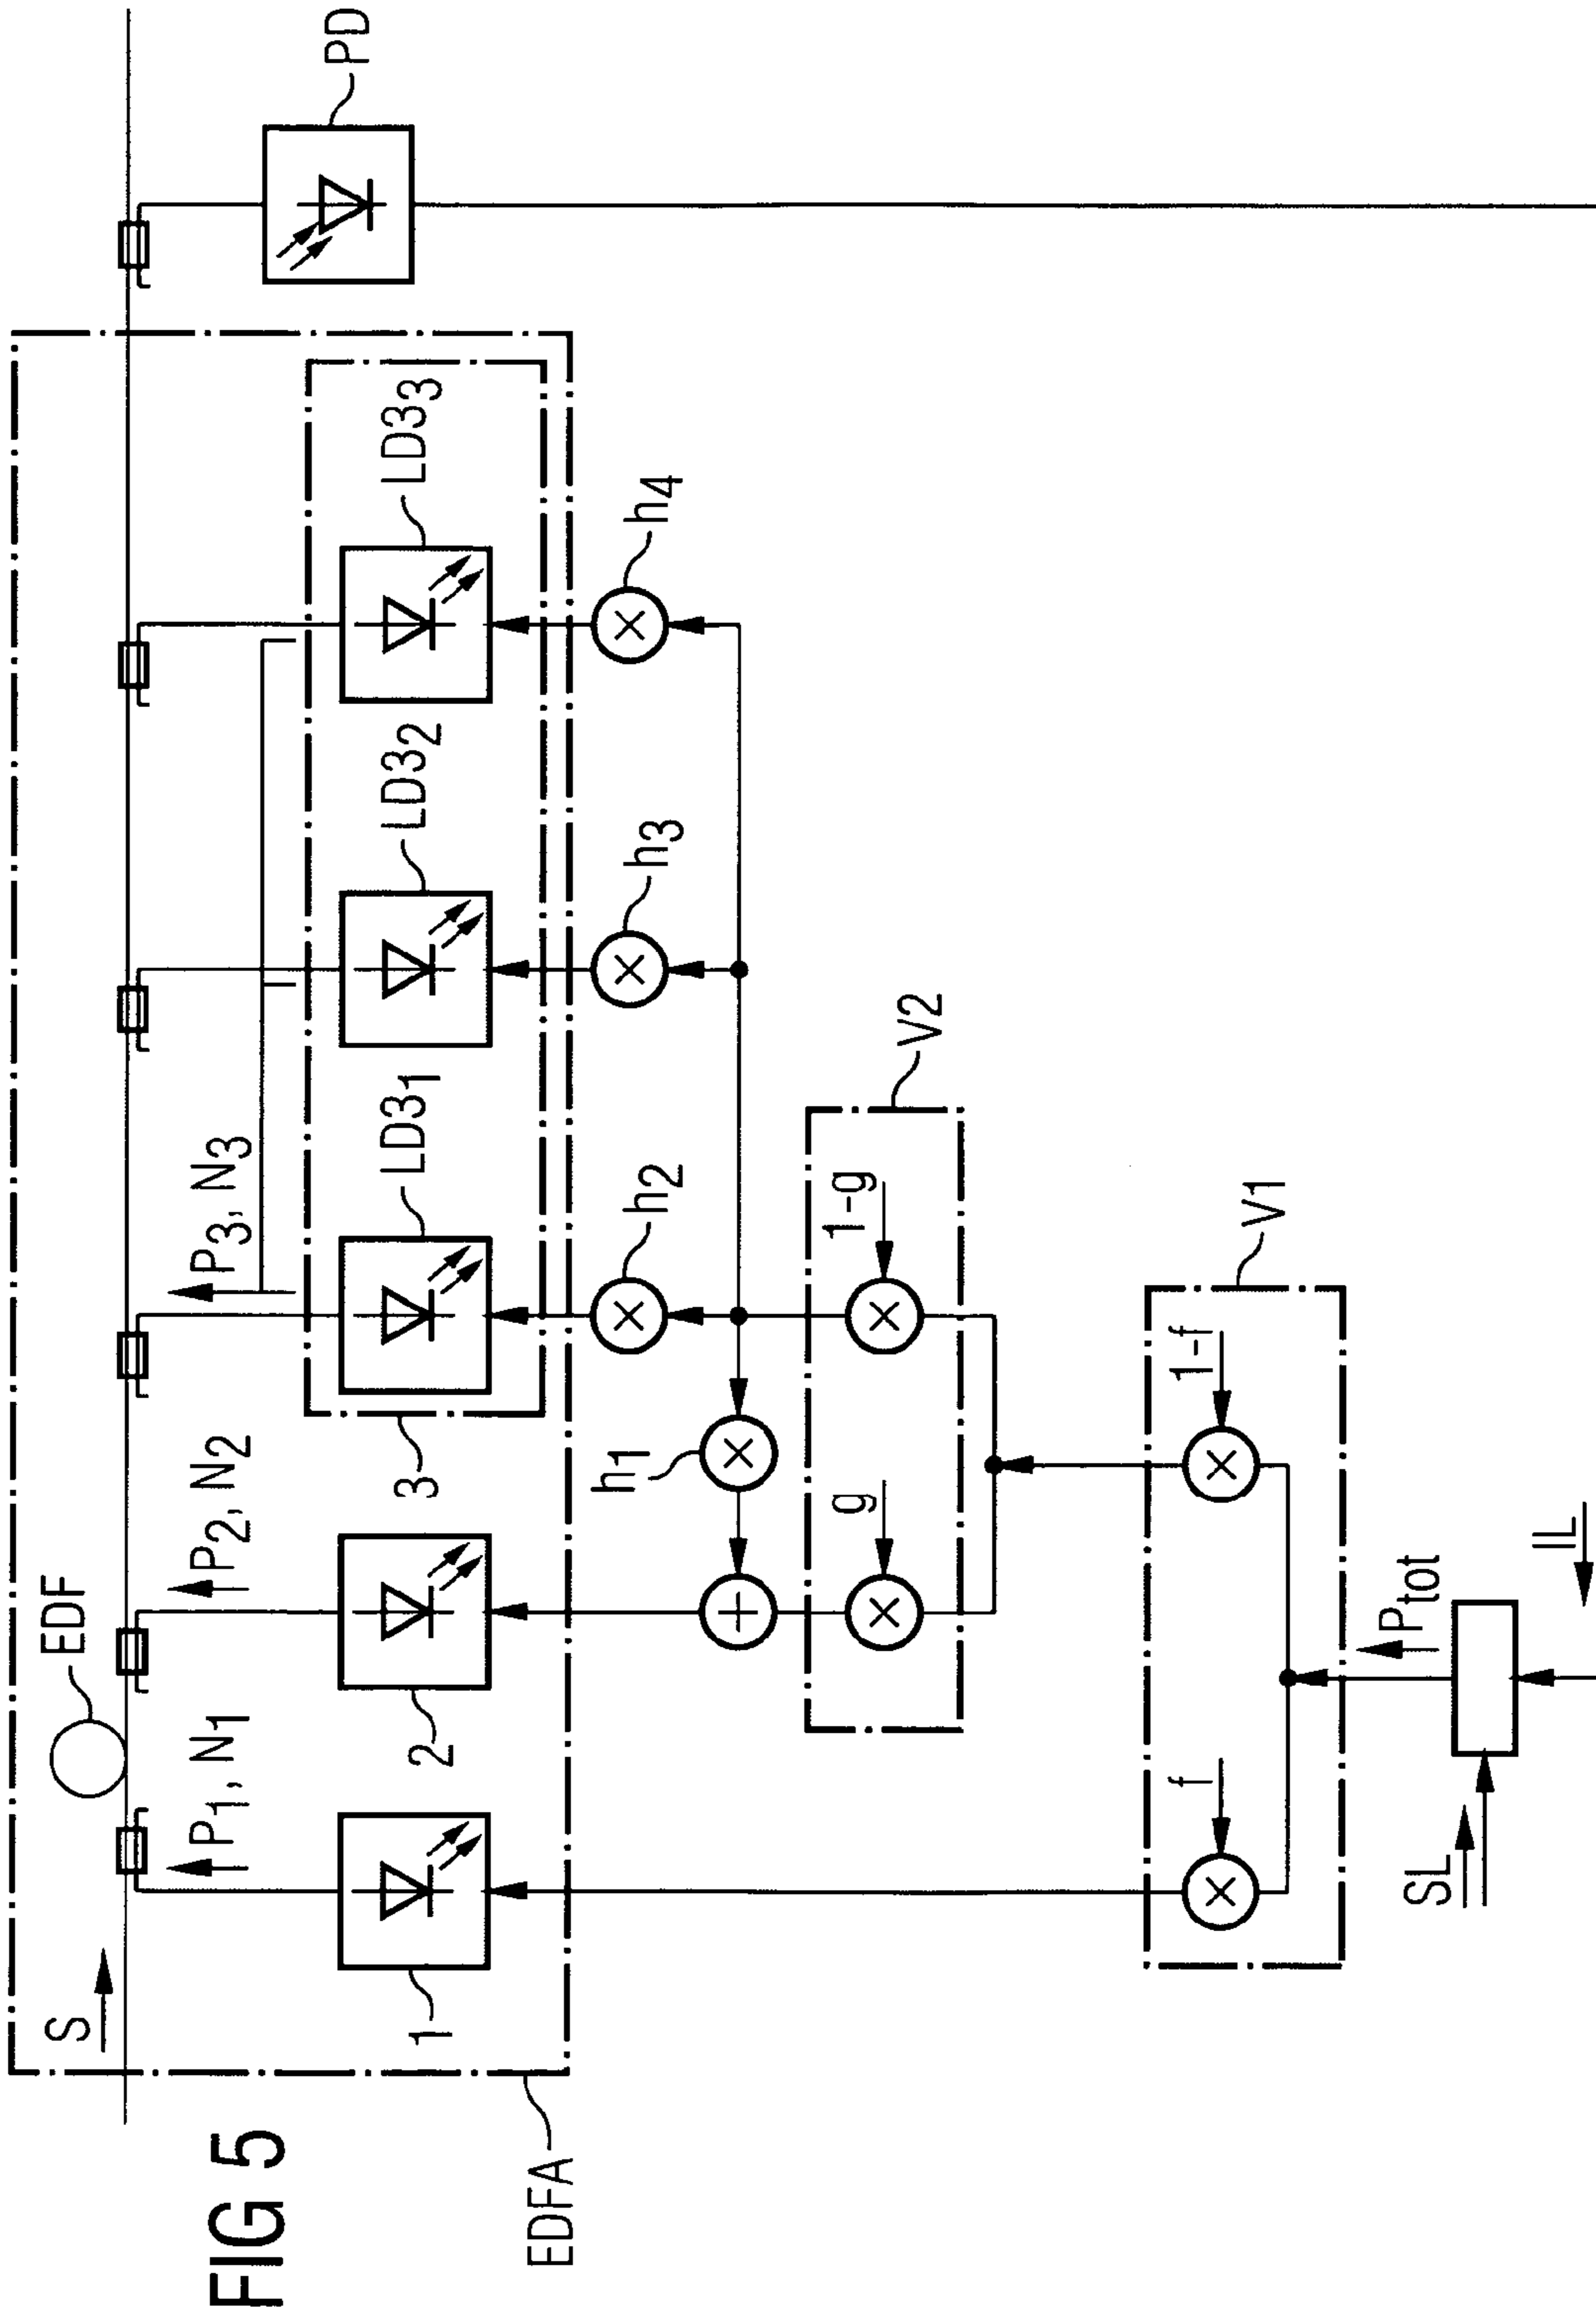 FIG 5
S
EDF
EDFA
P1, N1
P2, N2
P3, N3
1
2
3
LD31
LD32
LD33
PD
h1
h2
h3
h4
g
1-g
V2
f
1-f
V1
SL
Ptot
IL